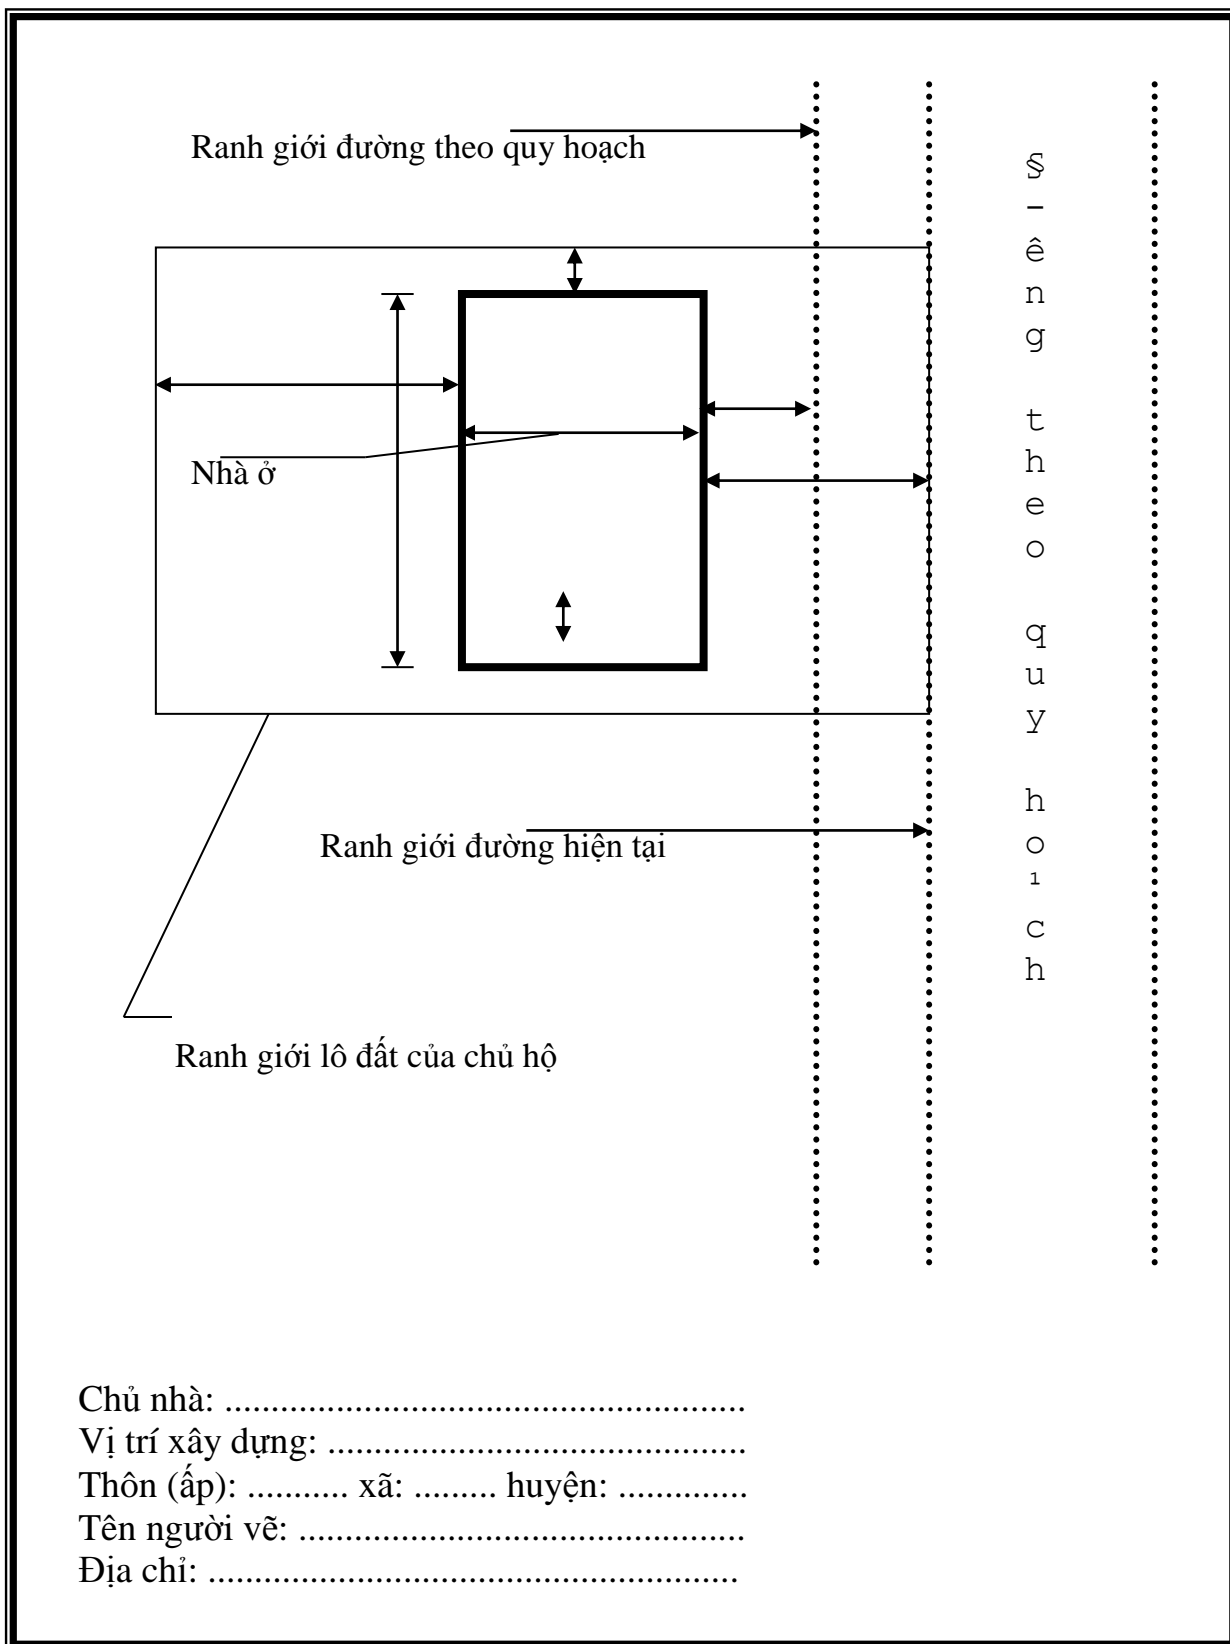 Ranh giới đường theo quy hoạch
§-êng theo quy ho¹ch
Nhà ở
Ranh giới đường hiện tại
Ranh giới lô đất của chủ hộ
Chủ nhà: ........................................................
Vị trí xây dựng: .............................................
Thôn (ấp): ........... xã: ......... huyện: ..............
Tên người vẽ: ................................................
Địa chỉ: .........................................................